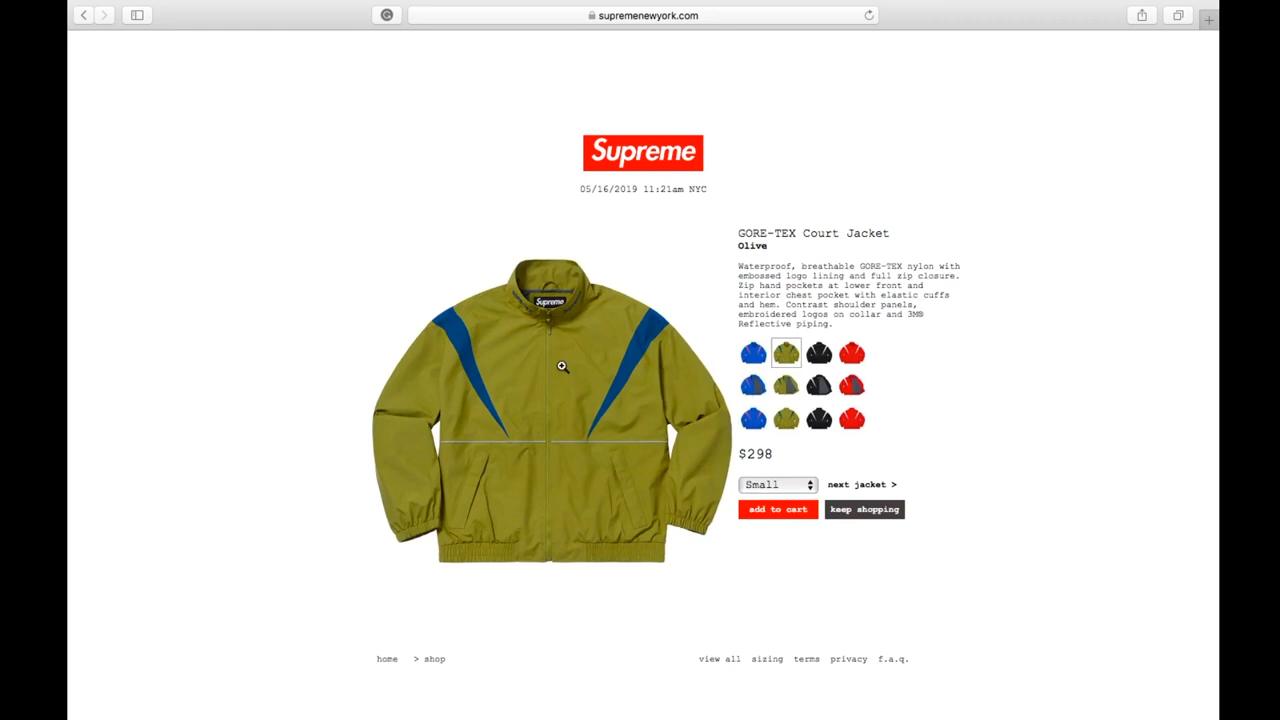 supremenewyork.com
Supreme
05/16/2019 11:21am NYC
GORE-TEX Court Jacket
Olive
Waterproof, breathable GORE-TEX nylon with
embossed logo lining and full zip closure.
Zip hand pockets at lower front and
interior chest pocket with elastic cuffs
and hem. Contrast shoulder panels,
embroidered logos on collar and 3M®
Reflective piping.
Supreme
$298
Small next jacket >
add to cart keep shopping
home > shop view all sizing terms privacy f.a.q.